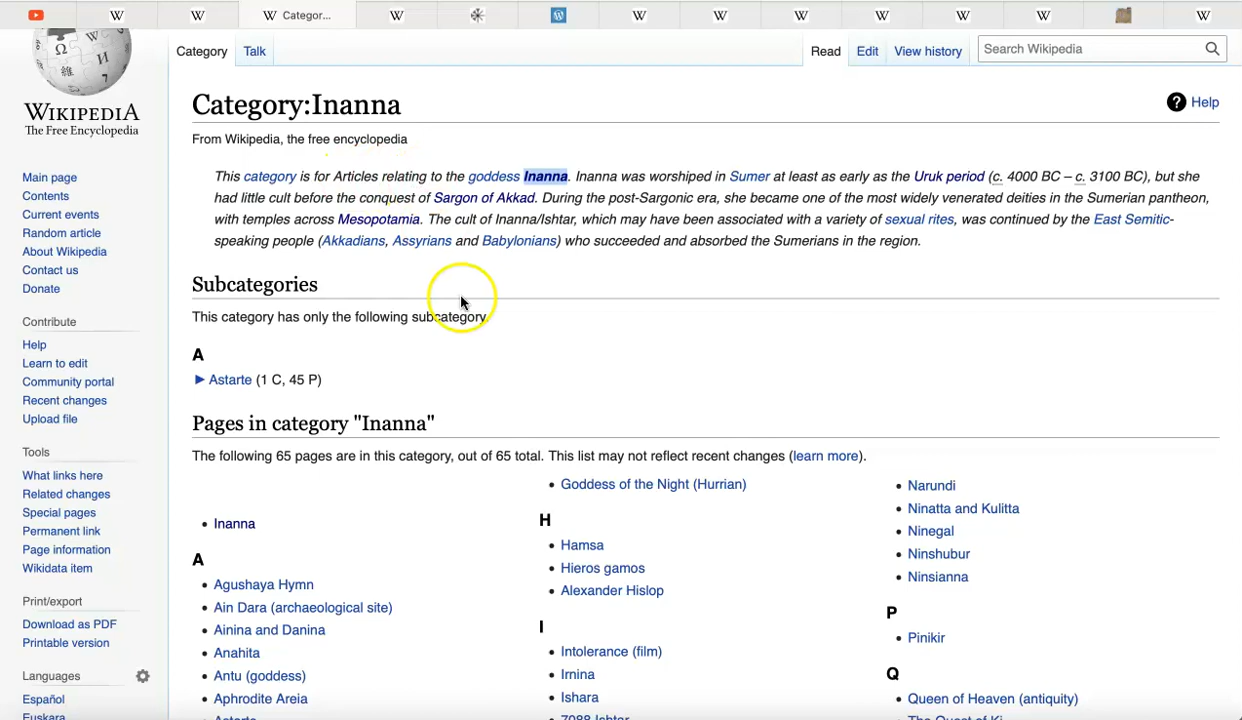 Categor...
Category
Talk
Read
Edit
View history
Search Wikipedia
WIKIPEDIA
The Free Encyclopedia
Category:Inanna
Help
From Wikipedia, the free encyclopedia
This category is for Articles relating to the goddess Inanna. Inanna was worshiped in Sumer at least as early as the Uruk period (c. 4000 BC – c. 3100 BC), but she
had little cult before the conquest of Sargon of Akkad. During the post-Sargonic era, she became one of the most widely venerated deities in the Sumerian pantheon,
with temples across Mesopotamia. The cult of Inanna/Ishtar, which may have been associated with a variety of sexual rites, was continued by the East Semitic-
speaking people (Akkadians, Assyrians and Babylonians) who succeeded and absorbed the Sumerians in the region.
Main page
Contents
Current events
Random article
About Wikipedia
Contact us
Donate
Contribute
Help
Learn to edit
Community portal
Recent changes
Upload file
Tools
What links here
Related changes
Special pages
Permanent link
Page information
Wikidata item
Print/export
Download as PDF
Printable version
Languages
Español
Euskara
Subcategories
This category has only the following subcategory.
A
► Astarte (1 C, 45 P)
Pages in category "Inanna"
The following 65 pages are in this category, out of 65 total. This list may not reflect recent changes (learn more).
• Inanna
A
• Agushaya Hymn
• Ain Dara (archaeological site)
• Ainina and Danina
• Anahita
• Antu (goddess)
• Aphrodite Areia
• Astarte
• Goddess of the Night (Hurrian)
H
• Hamsa
• Hieros gamos
• Alexander Hislop
I
• Intolerance (film)
• Irnina
• Ishara
• 7088 Ishtar
• Narundi
• Ninatta and Kulitta
• Ninegal
• Ninshubur
• Ninsianna
P
• Pinikir
Q
• Queen of Heaven (antiquity)
• The Quest of Ki